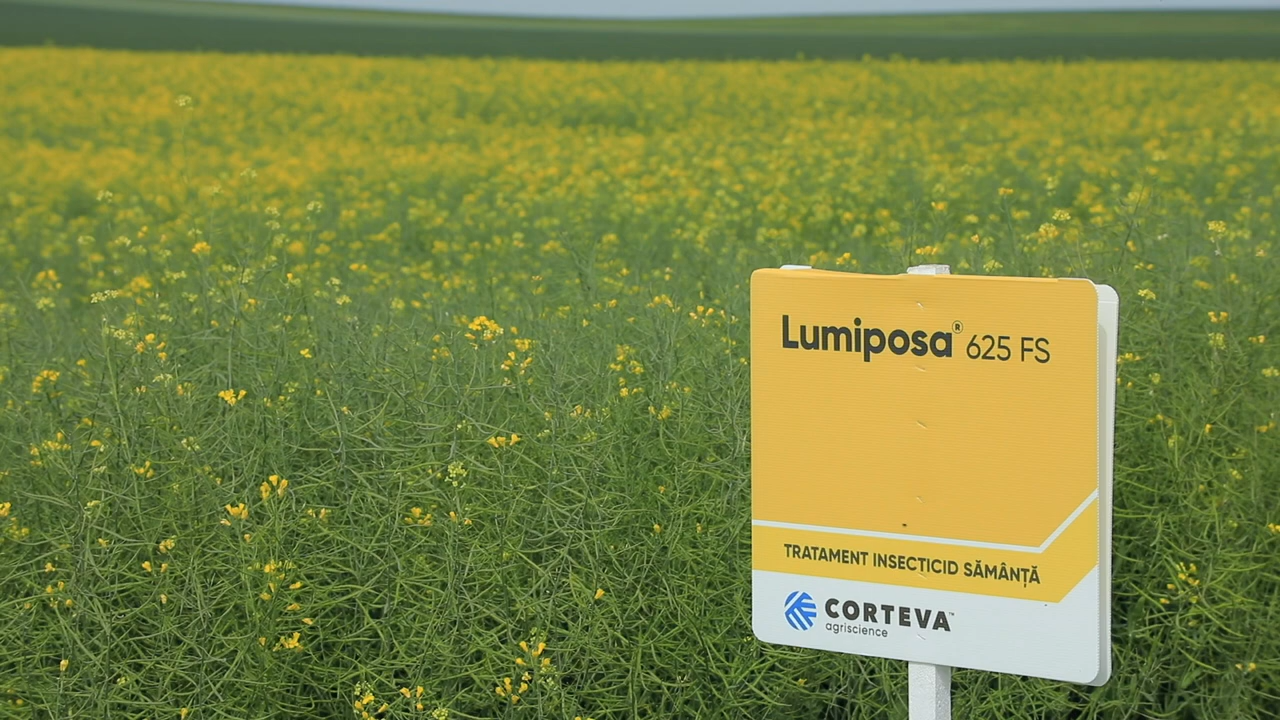 Lumiposa® 625 FS
TRATAMENT INSECTICID SĂMÂNȚĂ
CORTEVA™
agriscience